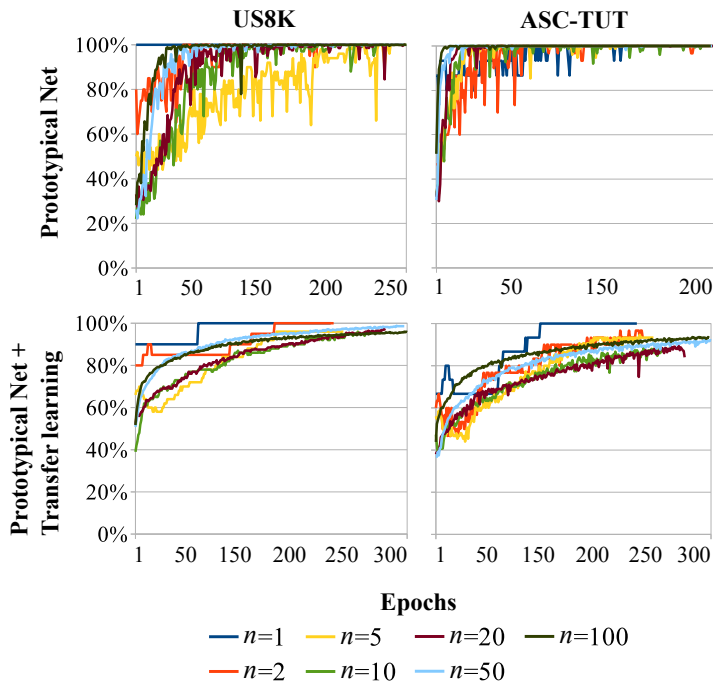 US8K ASC-TUT
Prototypical Net
100%
80%
60%
40%
20%
0%
1 50 150 200 250
1 50 150 200
Prototypical Net +
Transfer learning
100%
80%
60%
40%
20%
0%
1 50 150 200 250 300
1 50 150 200 250 300
Epochs
n=1 n=5 n=20 n=100
n=2 n=10 n=50